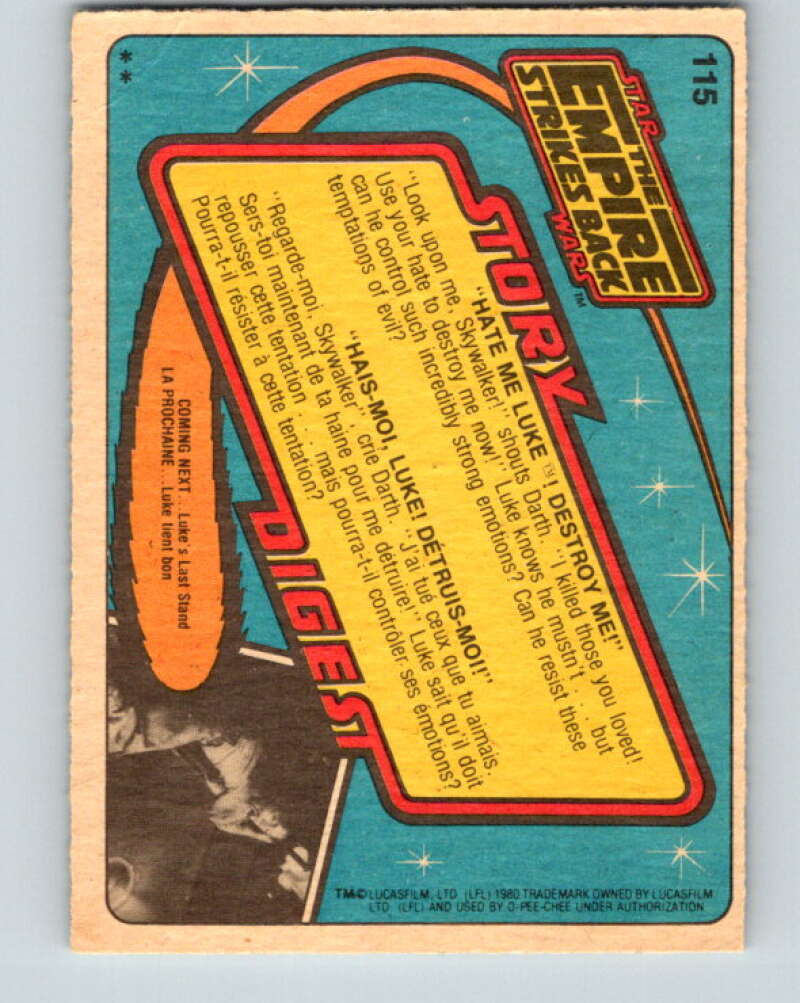 115
STAR
THE
EMPIRE
STRIKES BACK
WARS™
STORY
"HATE ME LUKE ™! DESTROY ME!"
"Look upon me, Skywalker!" shouts Darth. "I killed those you loved!
Use your hate to destroy me now!" Luke knows he mustn't . . . but
can he control such incredibly strong emotions? Can he resist these
temptations of evil?
"HAIS-MOI, LUKE! DÉTRUIS-MOI!"
"Regarde-moi, Skywalker", crie Darth. "J'ai tué ceux que tu aimais.
Sers-toi maintenant de ta haine pour me détruire!" Luke sait qu'il doit
repousser cette tentation . . . mais pourra-t-il contrôler ses émotions?
Pourra-t-il résister à cette tentation?
DIGEST
COMING NEXT . . . Luke's Last Stand
LA PROCHAINE . . . Luke tient bon
**
TM© LUCASFILM, LTD. (LFL) 1980 TRADEMARK OWNED BY LUCASFILM
LTD. (LFL) AND USED BY O-PEE-CHEE UNDER AUTHORIZATION